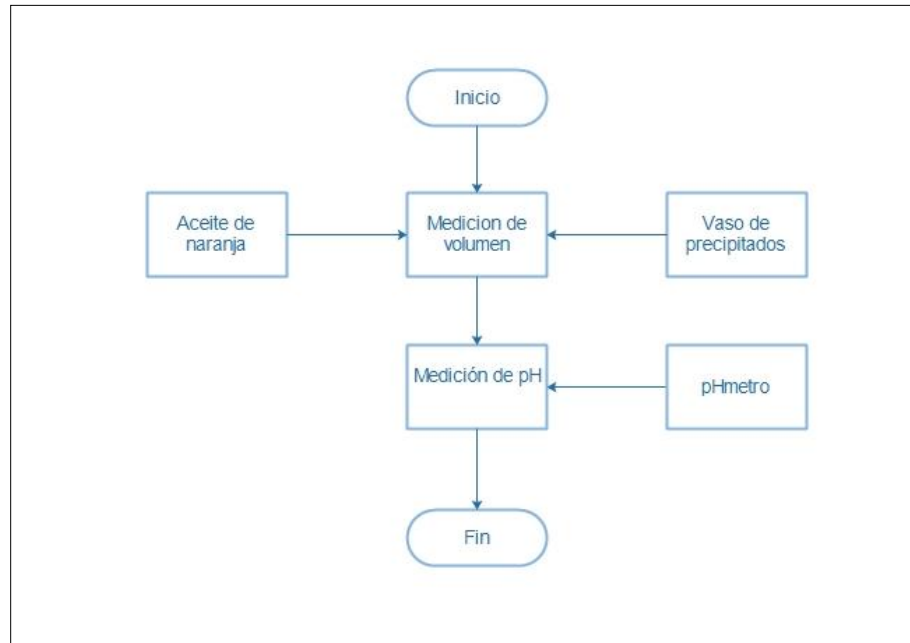 Inicio
Aceite de
naranja
Medicion de
volumen
Vaso de
precipitados
Medición de pH
pHmetro
Fin